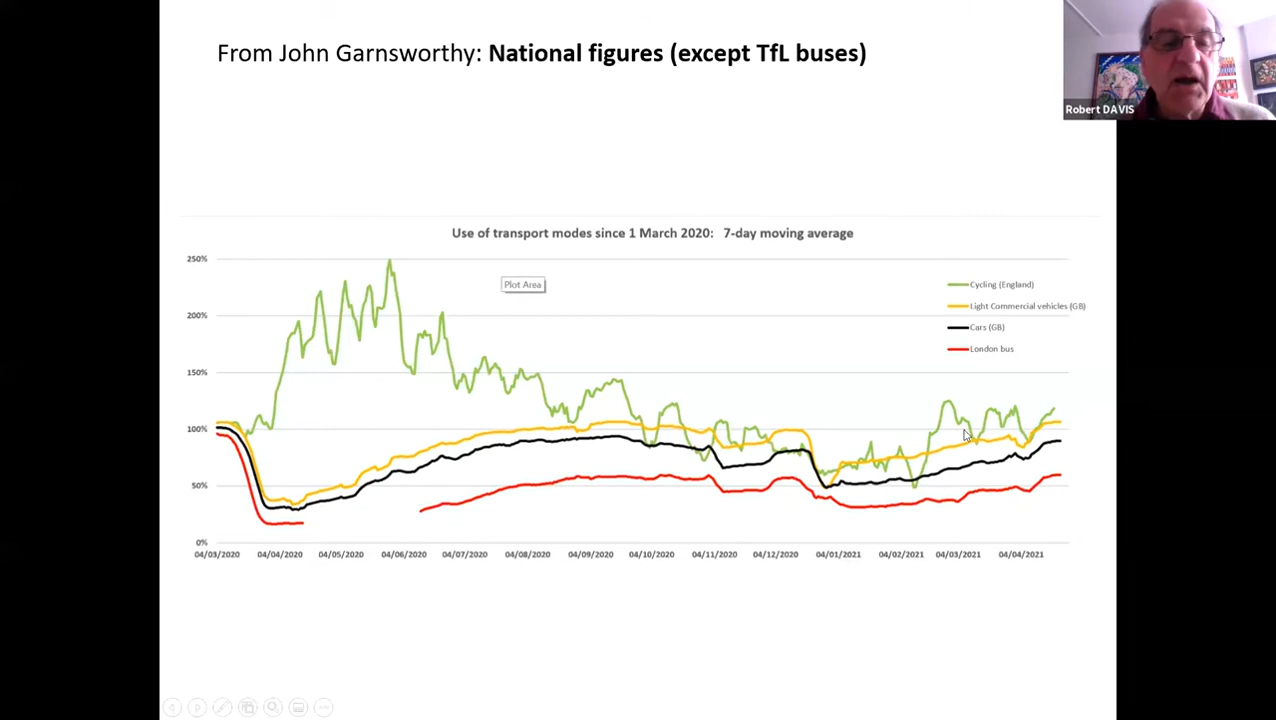 From John Garnsworthy: National figures (except TfL buses)
Robert DAVIS
Use of transport modes since 1 March 2020: 7-day moving average
250%
Plot Area
Cycling (England)
Light Commercial vehicles (GB)
200%
Cars (GB)
London bus
150%
100%
50%
0%
04/03/2020 04/04/2020 04/05/2020 04/06/2020 04/07/2020 04/08/2020 04/09/2020 04/10/2020 04/11/2020 04/12/2020 04/01/2021 04/02/2021 04/03/2021 04/04/2021